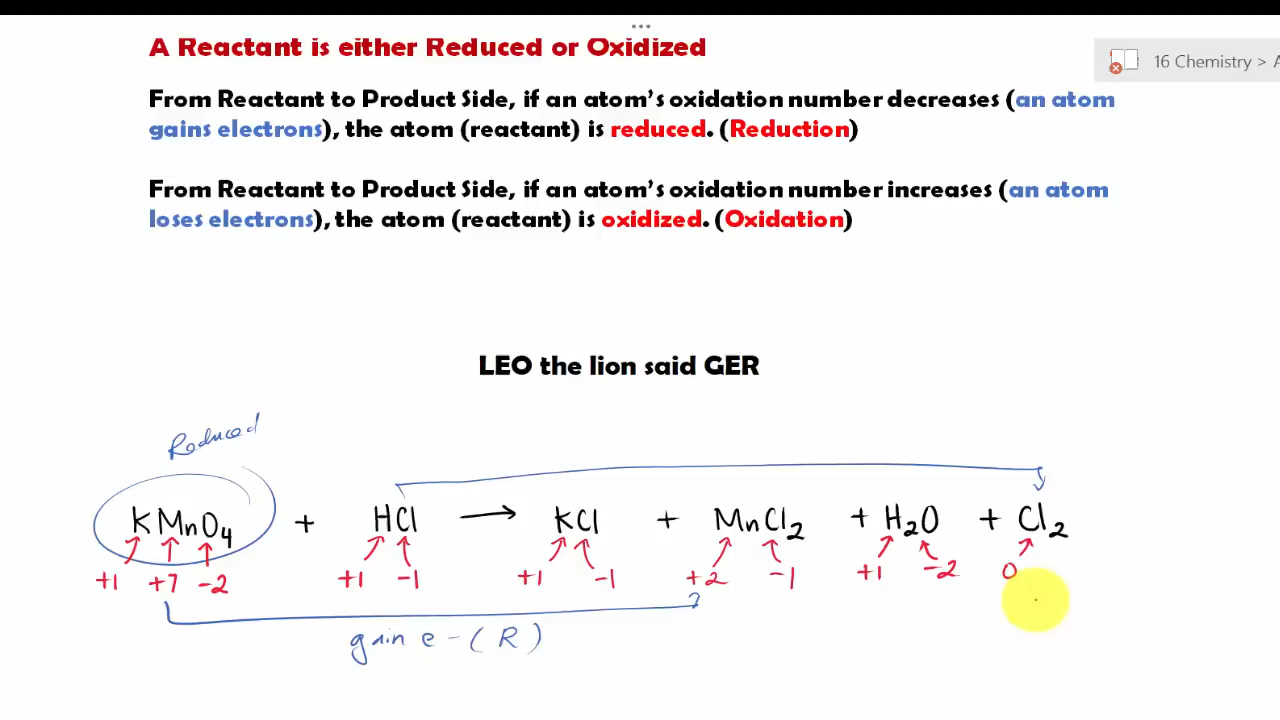 A Reactant is either Reduced or Oxidized
16 Chemistry > A
From Reactant to Product Side, if an atom's oxidation number decreases (an atom
gains electrons), the atom (reactant) is reduced. (Reduction)
From Reactant to Product Side, if an atom's oxidation number increases (an atom
loses electrons), the atom (reactant) is oxidized. (Oxidation)
LEO the lion said GER
Reduced
KMnO₄ + HCl → KCl + MnCl₂ + H₂O + Cl₂
+1 +7 -2 +1 -1 +1 -1 +2 -1 +1 -2 0
gain e - (R)